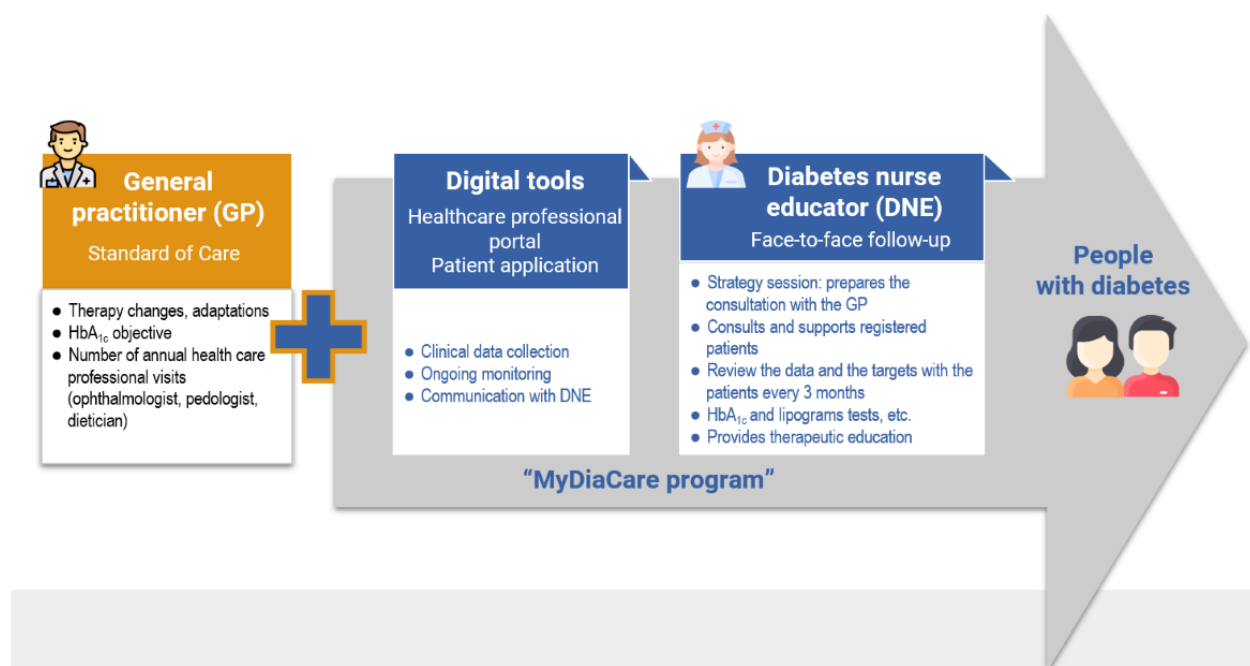 General
practitioner (GP)
Standard of Care
● Therapy changes, adaptations
● HbA1c objective
● Number of annual health care
professional visits
(ophthalmologist, pedologist,
dietician)
Digital tools
Healthcare professional
portal
Patient application
● Clinical data collection
● Ongoing monitoring
● Communication with DNE
Diabetes nurse
educator (DNE)
Face-to-face follow-up
● Strategy session: prepares the
consultation with the GP
● Consults and supports registered
patients
● Review the data and the targets with the
patients every 3 months
● HbA1c and lipograms tests, etc.
● Provides therapeutic education
People
with diabetes
“MyDiaCare program”